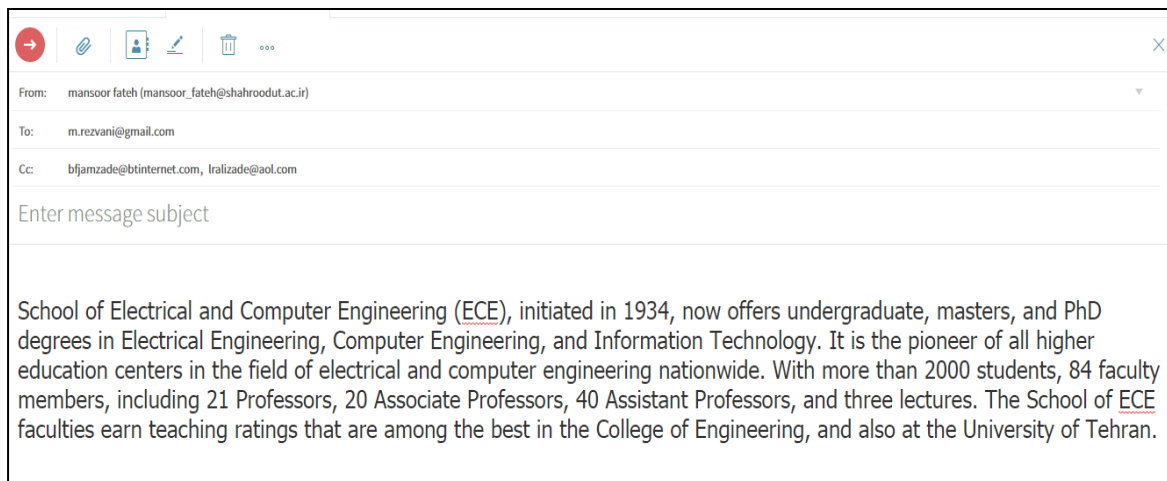 From: mansoor fateh (mansoor_fateh@shahroodut.ac.ir)
To: m.rezvani@gmail.com
Cc: bfjamzade@btinternet.com, lralizade@aol.com
Enter message subject
School of Electrical and Computer Engineering (ECE), initiated in 1934, now offers undergraduate, masters, and PhD
degrees in Electrical Engineering, Computer Engineering, and Information Technology. It is the pioneer of all higher
education centers in the field of electrical and computer engineering nationwide. With more than 2000 students, 84 faculty
members, including 21 Professors, 20 Associate Professors, 40 Assistant Professors, and three lectures. The School of ECE
faculties earn teaching ratings that are among the best in the College of Engineering, and also at the University of Tehran.